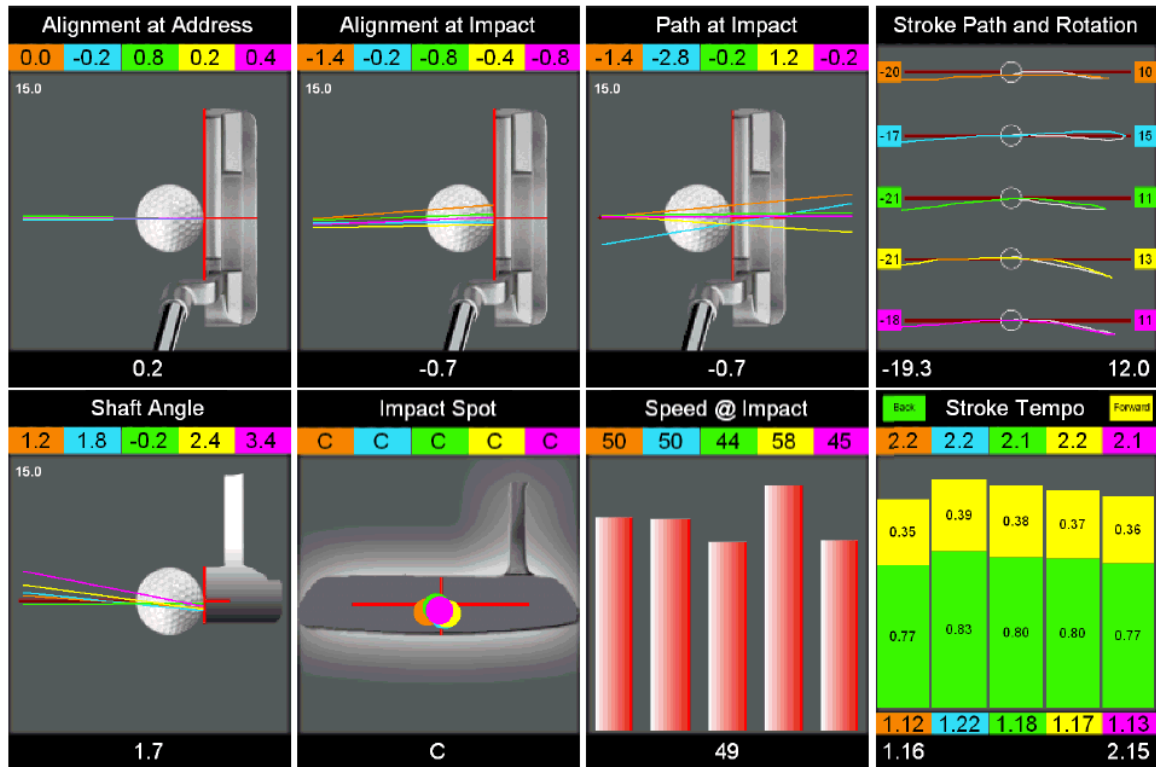 Alignment at Address
0.0 -0.2 0.8 0.2 0.4
15.0
0.2
Alignment at Impact
-1.4 -0.2 -0.8 -0.4 -0.8
15.0
-0.7
Path at Impact
-1.4 -2.8 -0.2 1.2 -0.2
15.0
-0.7
Stroke Path and Rotation
-20 10
-17 15
-21 11
-21 13
-18 11
-19.3 12.0
Shaft Angle
1.2 1.8 -0.2 2.4 3.4
15.0
1.7
Impact Spot
C C C C C
C
Speed @ Impact
50 50 44 58 45
49
Back Stroke Tempo Forward
2.2 2.2 2.1 2.2 2.1
0.35 0.39 0.38 0.37 0.36
0.77 0.83 0.80 0.80 0.77
1.12 1.22 1.18 1.17 1.13
1.16 2.15